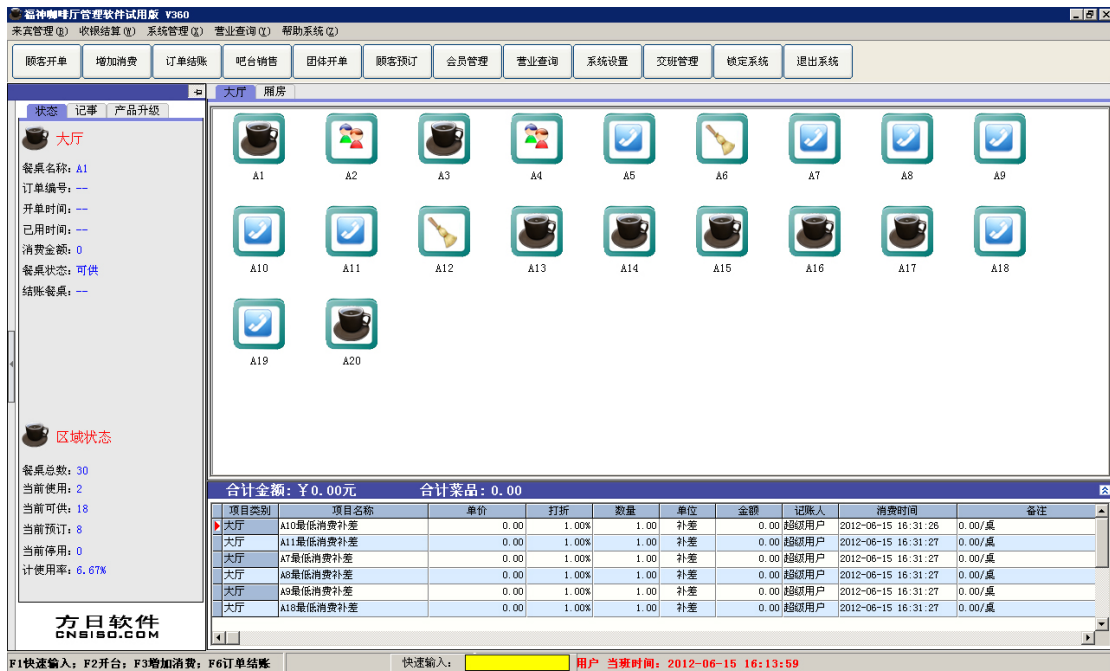 福神咖啡厅管理软件试用版 V360
来宾管理(B) 收银结算(W) 系统管理(X) 营业查询(Y) 帮助系统(Z)
顾客开单 增加消费 订单结账 吧台销售 团体开单 顾客预订 会员管理 营业查询 系统设置 交班管理 锁定系统 退出系统
大厅 厢房
状态 记事 产品升级
大厅
餐桌名称: A1
订单编号: --
开单时间: --
已用时间: --
消费金额: 0
餐桌状态: 可供
结账餐桌: --
区域状态
餐桌总数: 30
当前使用: 2
当前可供: 18
当前预订: 8
当前停用: 0
计使用率: 6.67%
方日软件
CNSISO.COM
A1 A2 A3 A4 A5 A6 A7 A8 A9
A10 A11 A12 A13 A14 A15 A16 A17 A18
A19 A20
合计金额: ￥0.00元 合计菜品: 0.00
项目类别 项目名称 单价 打折 数量 单位 金额 记账人 消费时间 备注
大厅 A10最低消费补差 0.00 1.00% 1.00 补差 0.00 超级用户 2012-06-15 16:31:26 0.00/桌
大厅 A11最低消费补差 0.00 1.00% 1.00 补差 0.00 超级用户 2012-06-15 16:31:27 0.00/桌
大厅 A7最低消费补差 0.00 1.00% 1.00 补差 0.00 超级用户 2012-06-15 16:31:27 0.00/桌
大厅 A8最低消费补差 0.00 1.00% 1.00 补差 0.00 超级用户 2012-06-15 16:31:27 0.00/桌
大厅 A9最低消费补差 0.00 1.00% 1.00 补差 0.00 超级用户 2012-06-15 16:31:27 0.00/桌
大厅 A18最低消费补差 0.00 1.00% 1.00 补差 0.00 超级用户 2012-06-15 16:31:27 0.00/桌
F1快速输入; F2开台; F3增加消费; F6订单结账 快速输入: 用户 当班时间: 2012-06-15 16:13:59